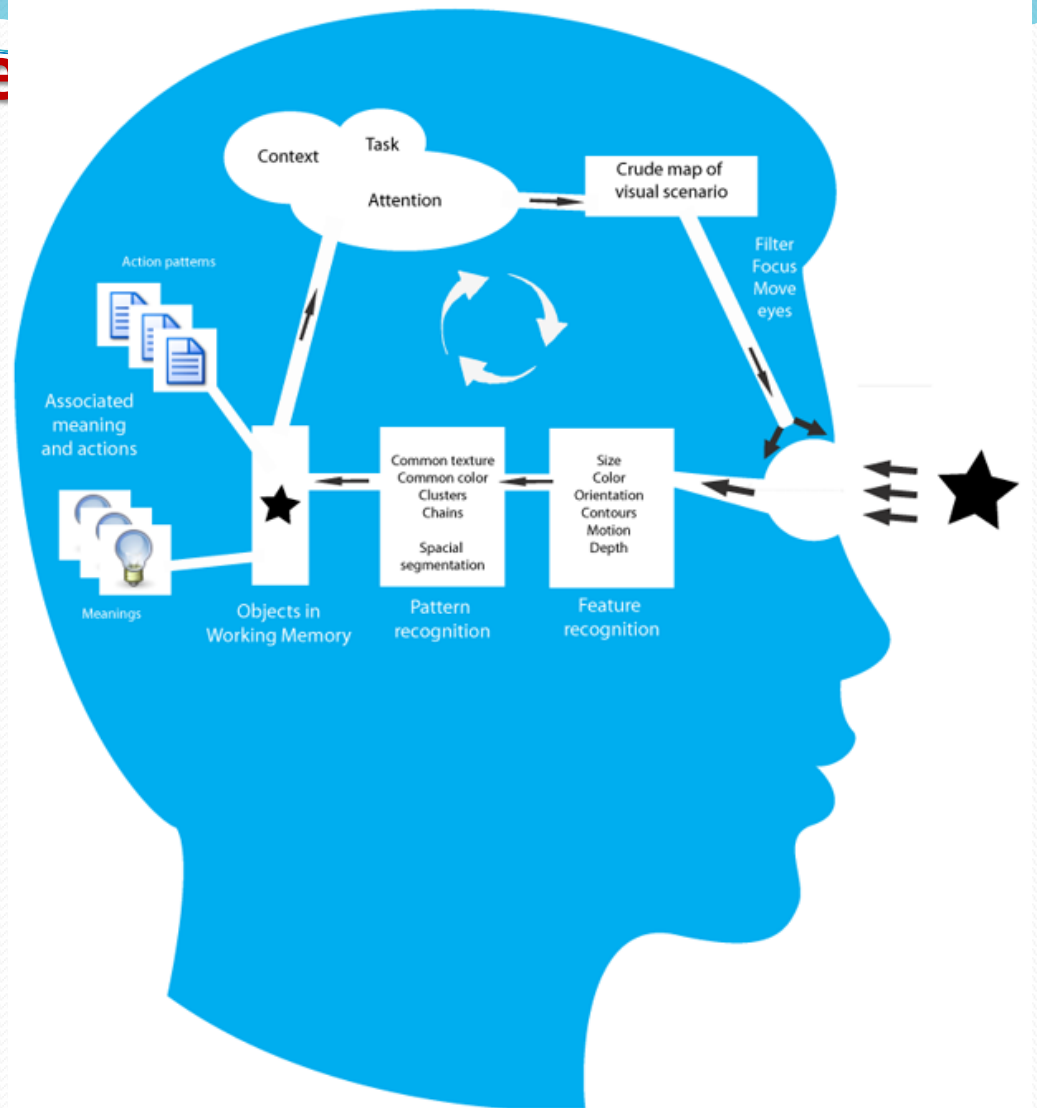 e
Context
Task
Attention
Crude map of
visual scenario
Filter
Focus
Move
eyes
Action patterns
Associated
meaning
and actions
Meanings
Objects in
Working Memory
Common texture
Common color
Clusters
Chains
Spacial
segmentation
Pattern
recognition
Size
Color
Orientation
Contours
Motion
Depth
Feature
recognition